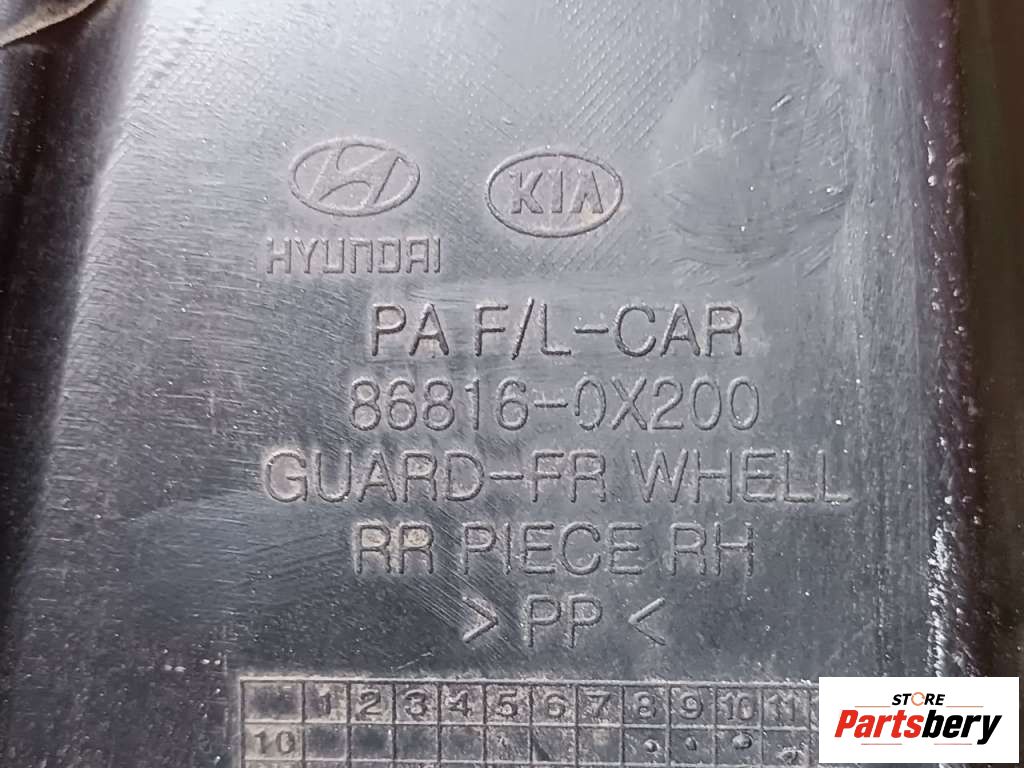 KIA
HYUNDAI
PA F/L-CAR
86816-0X200
GUARD-FR WHELL
RR PIECE RH
> PP <
1 2 3 4 5 6 7 8 9 10 11
10
STORE
Partsbery